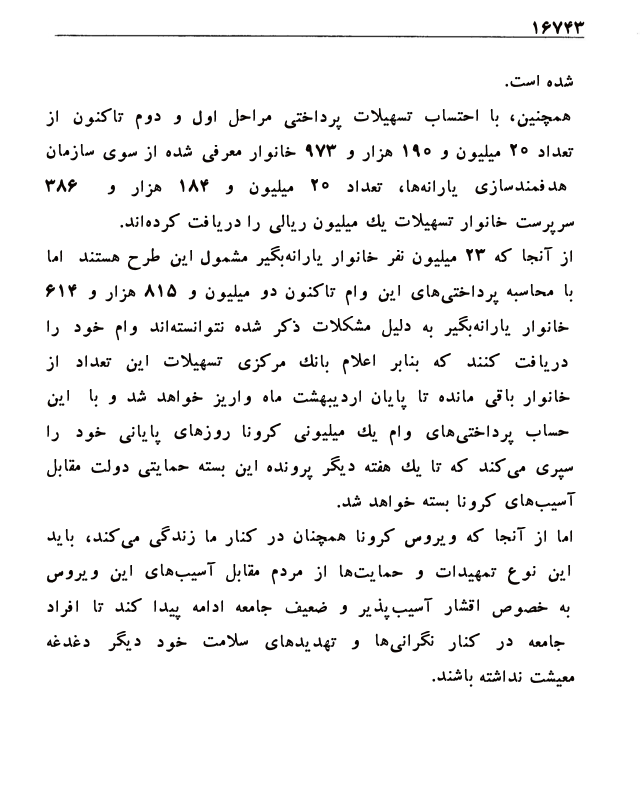 ۱۶۷۴۳
شده است.
همچنین، با احتساب تسهیلات پرداختی مراحل اول و دوم تاکنون از
تعداد ۲۰ میلیون و ۱۹۰ هزار و ۹۷۳ خانوار معرفی شده از سوی سازمان
هدفمندسازی یارانه‌ها، تعداد ۲۰ میلیون و ۱۸۴ هزار و ۳۸۶
سرپرست خانوار تسهیلات یك میلیون ریالی را دریافت کرده‌اند.
از آنجا که ۲۳ میلیون نفر خانوار یارانه‌بگیر مشمول این طرح هستند اما
با محاسبه پرداختی‌های این وام تاکنون دو میلیون و ۸۱۵ هزار و ۶۱۴
خانوار یارانه‌بگیر به دلیل مشکلات ذکر شده نتوانسته‌اند وام خود را
دریافت کنند که بنابر اعلام بانك مرکزی تسهیلات این تعداد از
خانوار باقی مانده تا پایان اردیبهشت ماه واریز خواهد شد و با این
حساب پرداختی‌های وام یك میلیونی کرونا روزهای پایانی خود را
سپری می‌کند که تا یك هفته دیگر پرونده این بسته حمایتی دولت مقابل
آسیب‌های کرونا بسته خواهد شد.
اما از آنجا که ویروس کرونا همچنان در کنار ما زندگی می‌کند، باید
این نوع تمهیدات و حمایت‌ها از مردم مقابل آسیب‌های این ویروس
به خصوص اقشار آسیب‌پذیر و ضعیف جامعه ادامه پیدا کند تا افراد
جامعه در کنار نگرانی‌ها و تهدیدهای سلامت خود دیگر دغدغه
معیشت نداشته باشند.